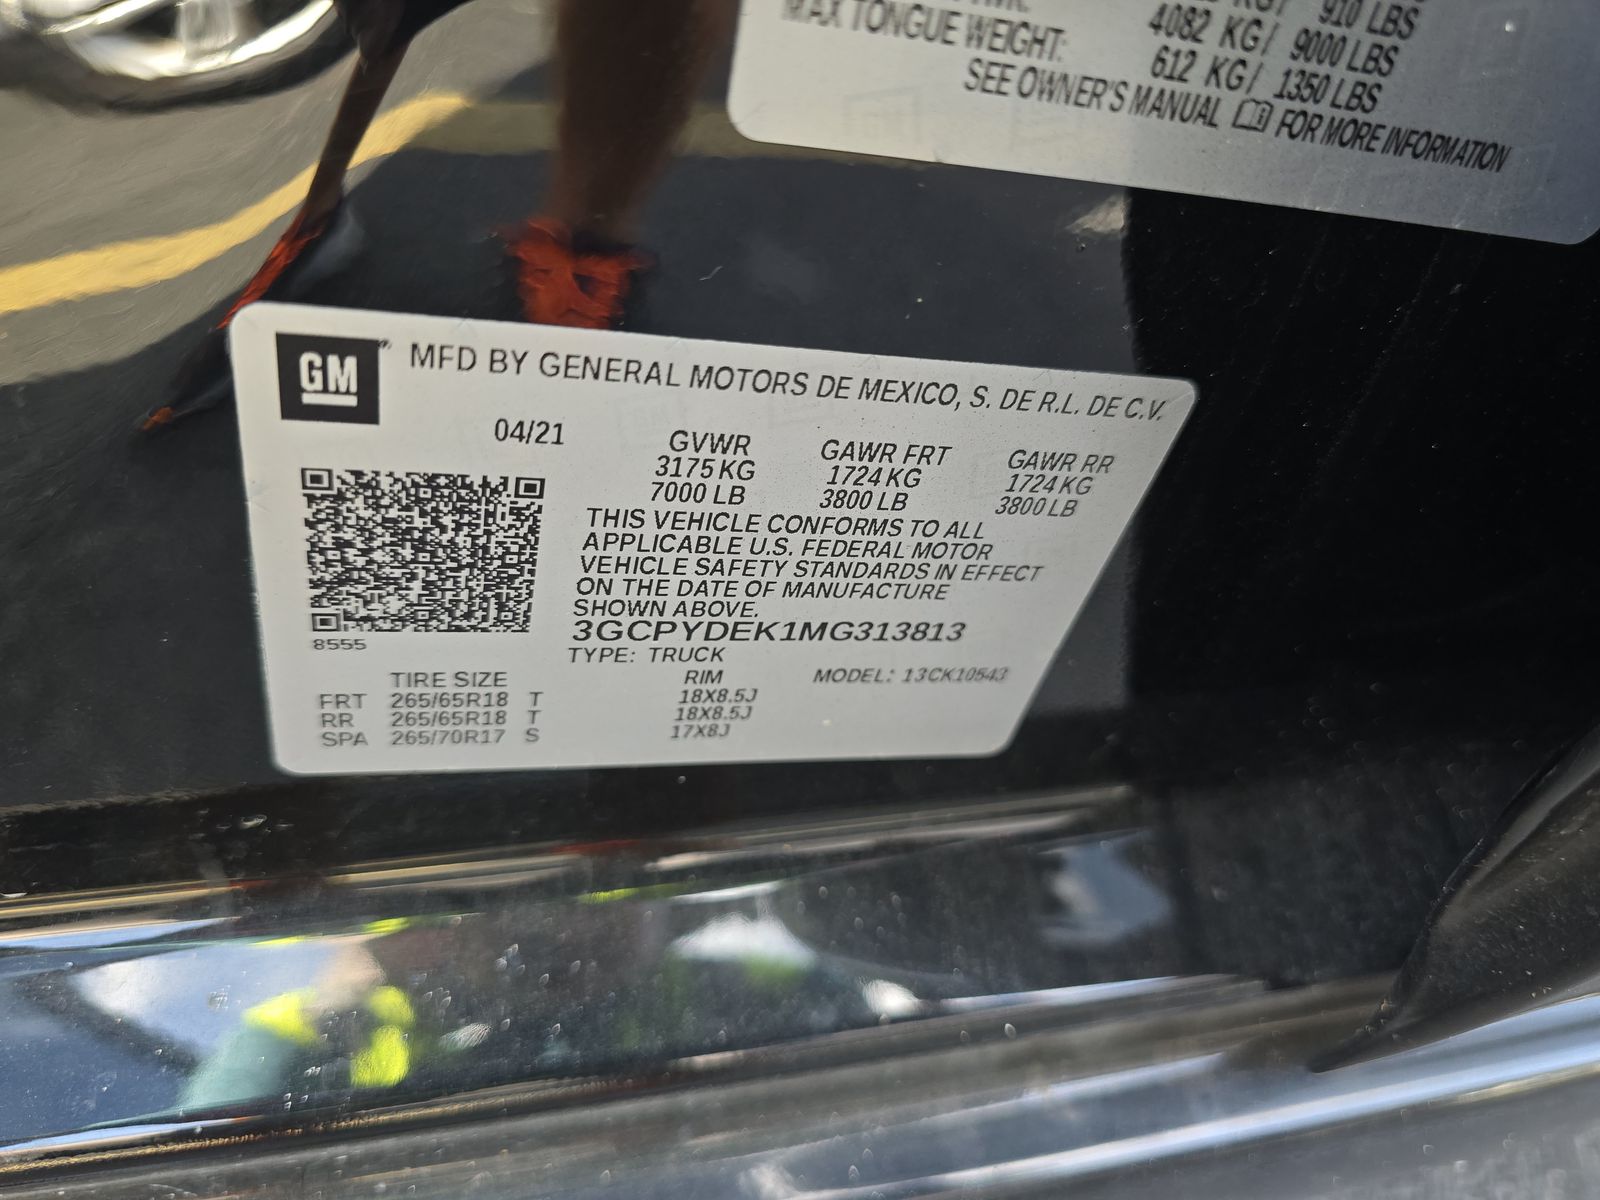 KG/ 910 LBS
4082 KG/ 9000 LBS
MAX TONGUE WEIGHT: 612 KG/ 1350 LBS
SEE OWNER'S MANUAL FOR MORE INFORMATION
GM
MFD BY GENERAL MOTORS DE MEXICO, S. DE R.L. DE C.V.
04/21
GVWR GAWR FRT GAWR RR
3175 KG 1724 KG 1724 KG
7000 LB 3800 LB 3800 LB
THIS VEHICLE CONFORMS TO ALL
APPLICABLE U.S. FEDERAL MOTOR
VEHICLE SAFETY STANDARDS IN EFFECT
ON THE DATE OF MANUFACTURE
SHOWN ABOVE.
3GCPYDEK1MG313813
8555
TYPE: TRUCK
MODEL: 13CK10543
TIRE SIZE RIM
FRT 265/65R18 T 18X8.5J
RR 265/65R18 T 18X8.5J
SPA 265/70R17 S 17X8J